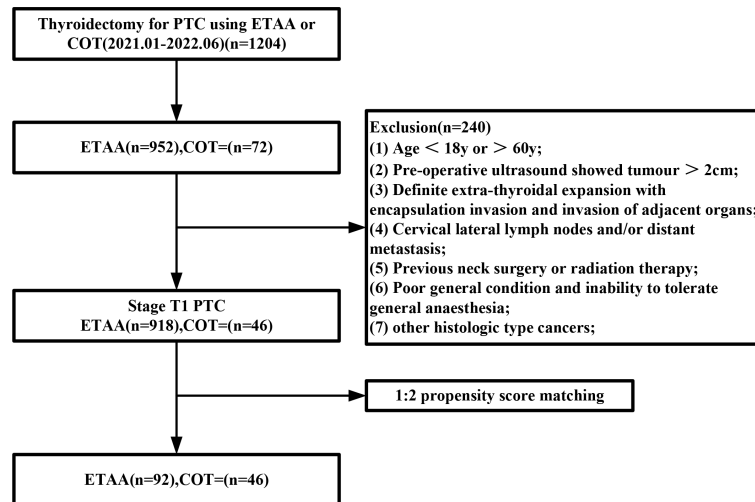 Thyroidectomy for PTC using ETAA or
COT(2021.01-2022.06)(n=1204)
ETAA(n=952),COT=(n=72)
Exclusion(n=240)
(1) Age < 18y or > 60y;
(2) Pre-operative ultrasound showed tumour > 2cm;
(3) Definite extra-thyroidal expansion with
encapsulation invasion and invasion of adjacent organs;
(4) Cervical lateral lymph nodes and/or distant
metastasis;
(5) Previous neck surgery or radiation therapy;
(6) Poor general condition and inability to tolerate
general anaesthesia;
(7) other histologic type cancers;
Stage T1 PTC
ETAA(n=918),COT=(n=46)
1:2 propensity score matching
ETAA(n=92),COT=(n=46)